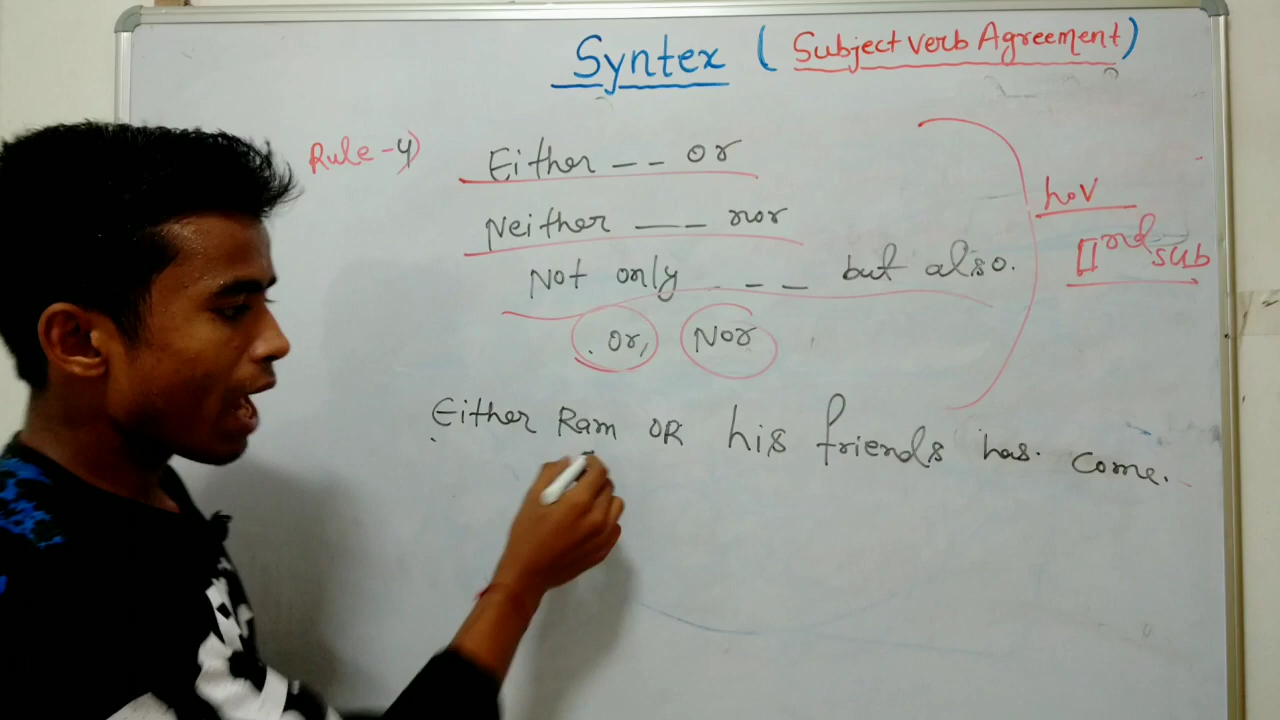 Syntex ( Subject verb Agreement )
Rule-4)
Either -- or
Neither -- nor
Not only --- but also.
or, Nor
h.v
IInd sub
Either Ram OR his friends has. come.